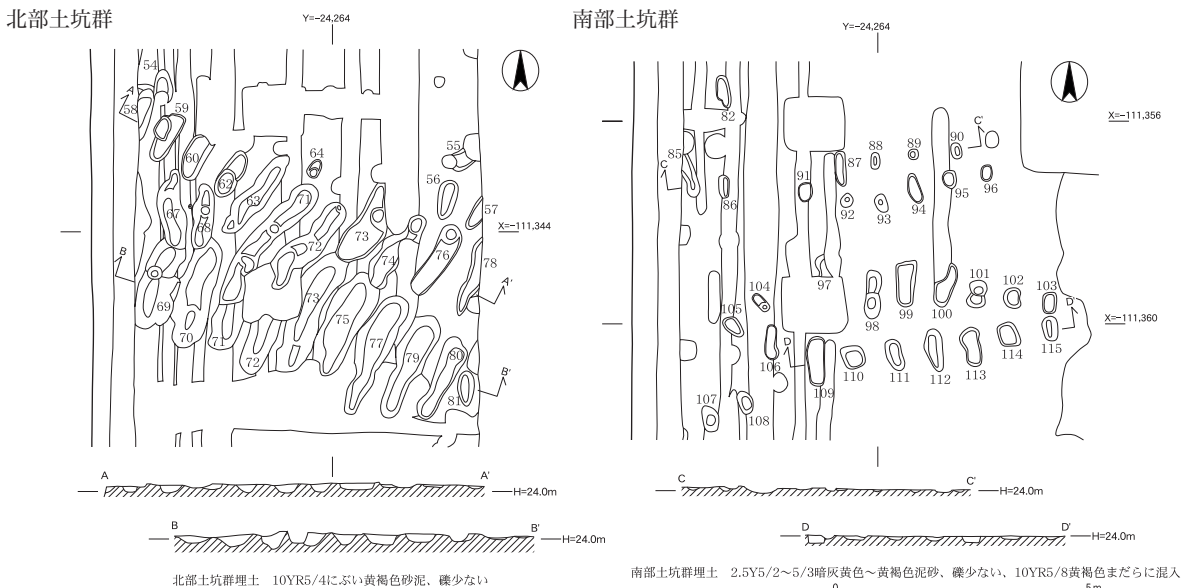 北部土坑群
Y=−24,264
54
A
58
59
60
62
63
64
55
56
57
X=−111,344
67
68
71
72
73
74
76
78
A'
B
69
70
71
72
73
75
77
79
80
81
B'
A
A'
H=24.0m
B
B'
H=24.0m
北部土坑群埋土 10YR5/4にぶい黄褐色砂泥、礫少ない
南部土坑群
Y=−24,264
X=−111,356
82
85
C
86
91
87
88
89
90
C'
92
93
94
95
96
97
98
99
100
101
102
103
D'
X=−111,360
104
105
106
D
107
108
109
110
111
112
113
114
115
C
C'
H=24.0m
D
D'
H=24.0m
南部土坑群埋土 2.5Y5/2〜5/3暗灰黄色〜黄褐色泥砂、礫少ない、10YR5/8黄褐色まだらに混入
0
5m